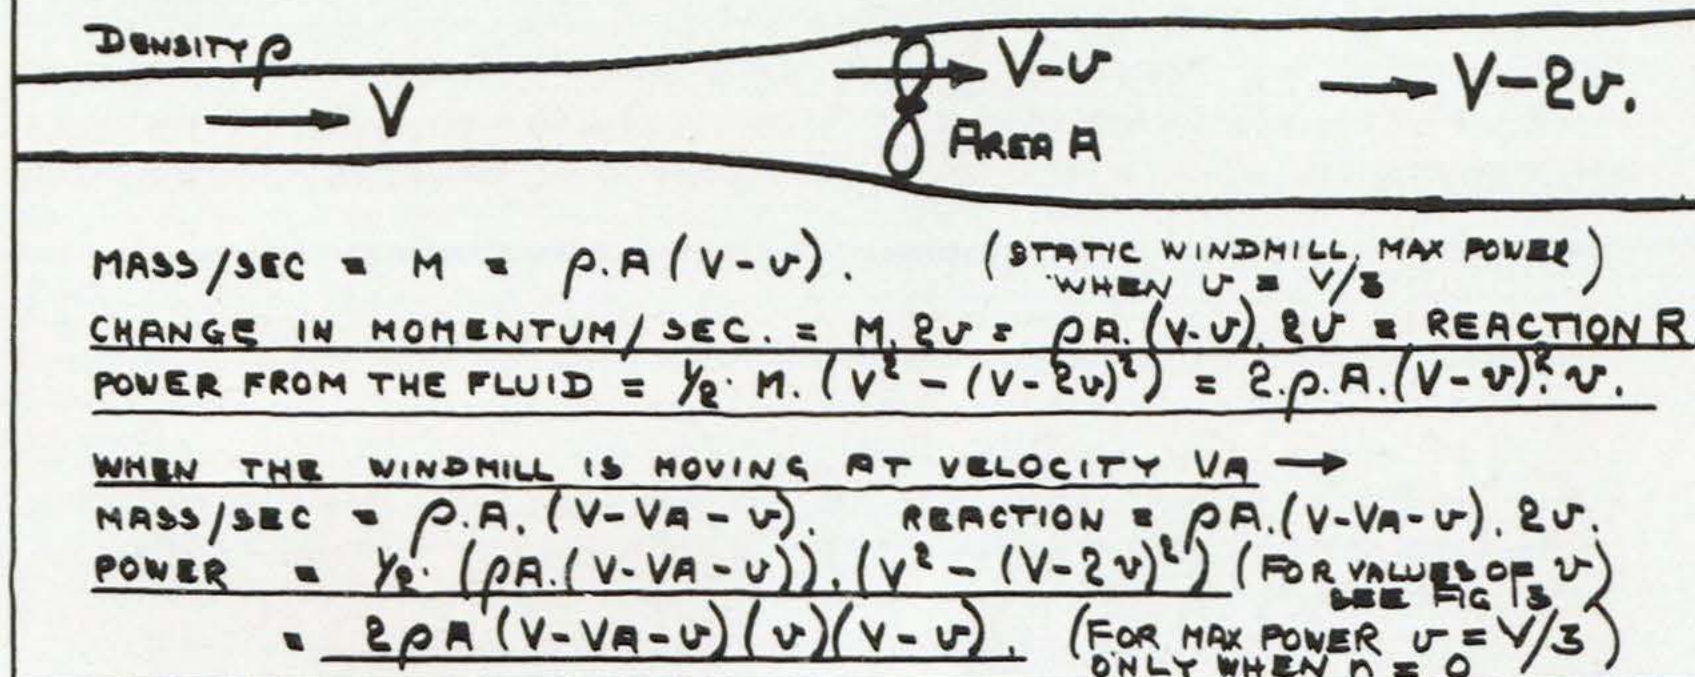 DENSITY ρ
V
V-v
V-2v.
AREA A
MASS/SEC = M = ρ.A(V-v). (STATIC WINDMILL, MAX POWER
WHEN v = V/3)
CHANGE IN MOMENTUM/SEC. = M.2v = ρA.(V-v).2v = REACTION R
POWER FROM THE FLUID = ½. M. (V² - (V-2v)²) = 2.ρ.A.(V-v)².v.
WHEN THE WINDMILL IS MOVING AT VELOCITY VA →
MASS/SEC = ρ.A.(V-VA-v). REACTION = ρA.(V-VA-v).2v.
POWER = ½. (ρA.(V-VA-v)).(V² - (V-2v)²) (FOR VALUES OF v
SEE FIG 13)
= 2ρA(V-VA-v)(v)(V-v). (FOR MAX POWER v = V/3
ONLY WHEN n = 0)